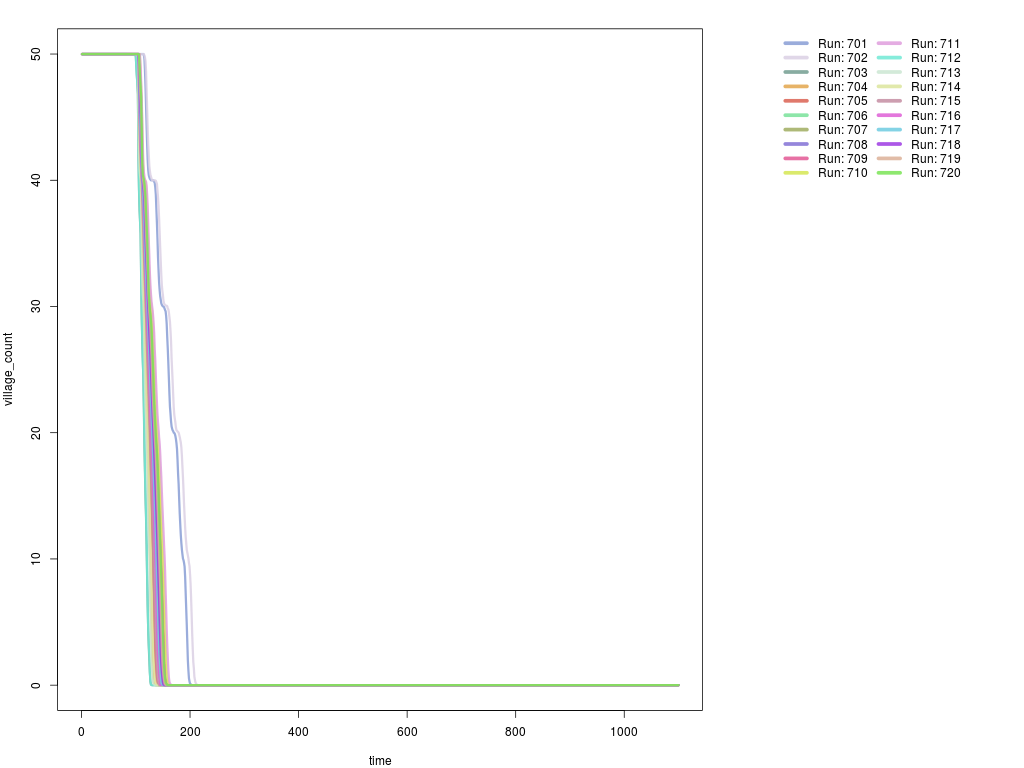 50
40
30
20
10
0
village_count
0 200 400 600 800 1000
time
Run: 701 Run: 711
Run: 702 Run: 712
Run: 703 Run: 713
Run: 704 Run: 714
Run: 705 Run: 715
Run: 706 Run: 716
Run: 707 Run: 717
Run: 708 Run: 718
Run: 709 Run: 719
Run: 710 Run: 720